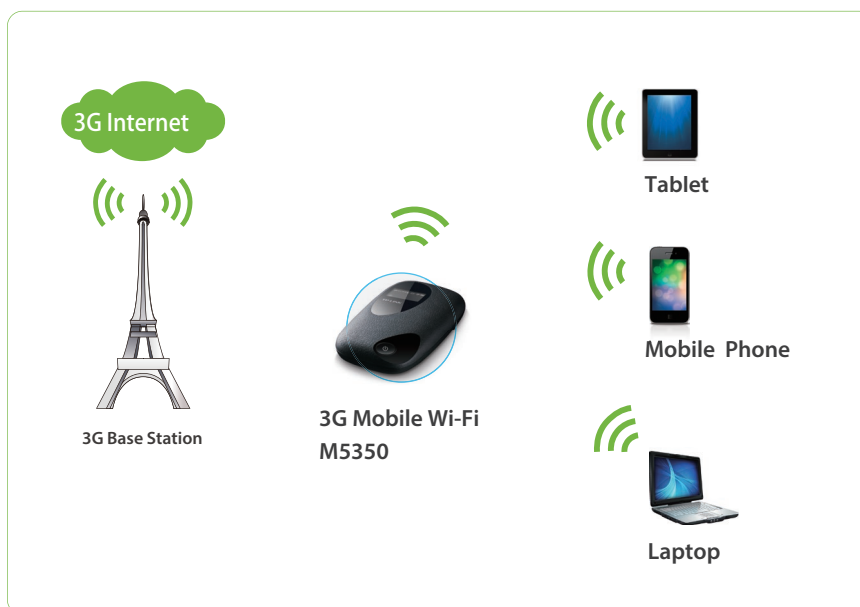 3G Internet
Tablet
Mobile Phone
3G Base Station
3G Mobile Wi-Fi
M5350
Laptop